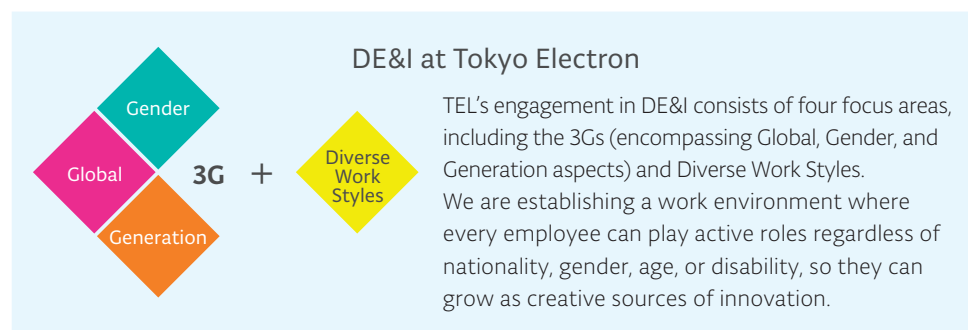 DE&I at Tokyo Electron
Gender
Global
3G
+
Diverse
Work
Styles
Generation
TEL’s engagement in DE&I consists of four focus areas,
including the 3Gs (encompassing Global, Gender, and
Generation aspects) and Diverse Work Styles.
We are establishing a work environment where
every employee can play active roles regardless of
nationality, gender, age, or disability, so they can
grow as creative sources of innovation.